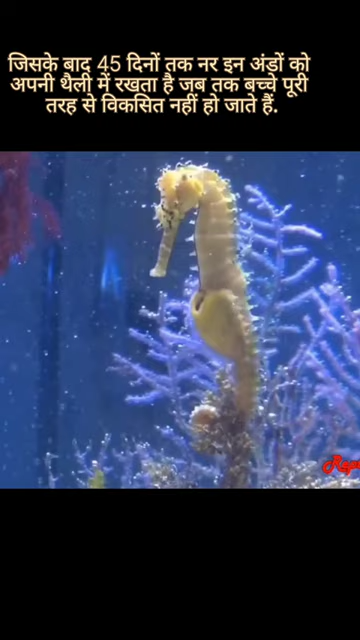 जिसके बाद 45 दिनों तक नर इन अंडों को
अपनी थैली में रखता है जब तक बच्चे पूरी
तरह से विकसित नहीं हो जाते हैं.